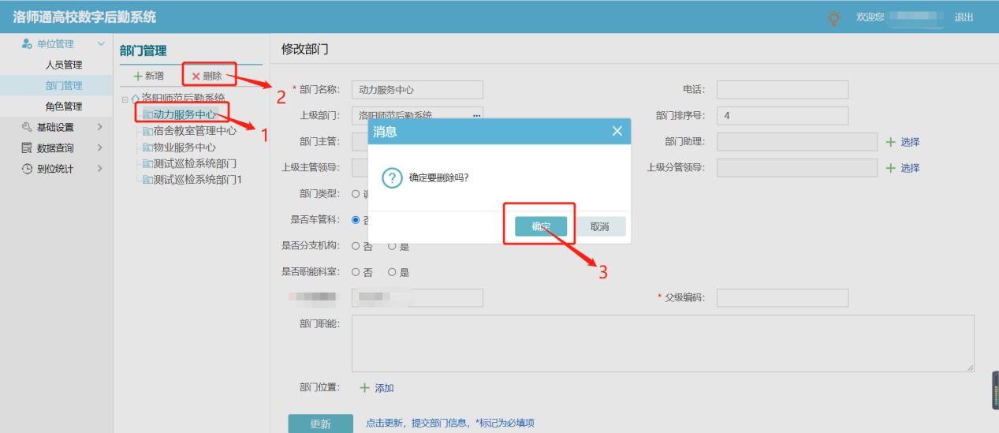 洛师通高校数字后勤系统
欢迎您
退出
单位管理
人员管理
部门管理
角色管理
基础设置
数据查询
到位统计
部门管理
新增
删除
2
洛阳师范后勤系统
动力服务中心
1
宿舍教室管理中心
物业服务中心
测试巡检系统部门
测试巡检系统部门1
修改部门
* 部门名称: 动力服务中心
电话:
上级部门: 洛阳师范后勤系统 ...
部门排序号: 4
部门主管:
部门助理: + 选择
上级主管领导:
上级分管领导: + 选择
部门类型:
是否车管科: 否
是否分支机构: 否 是
是否职能科室: 否 是
* 父级编码:
部门职能:
部门位置: + 添加
更新 点击更新，提交部门信息，*标记为必填项
消息
确定要删除吗?
确定
取消
3